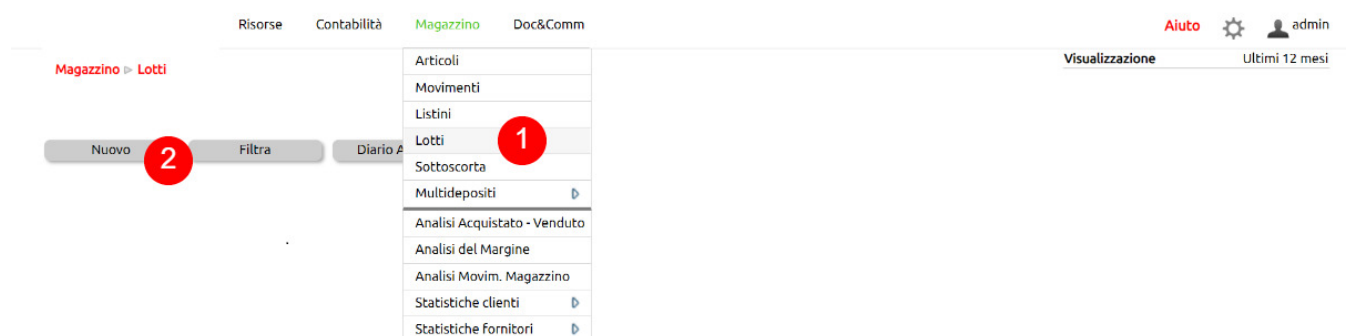 Risorse Contabilità Magazzino Doc&Comm Aiuto admin
Magazzino ▹ Lotti
Visualizzazione Ultimi 12 mesi
Nuovo 2 Filtra Diario A
Articoli
Movimenti
Listini
Lotti 1
Sottoscorta
Multidepositi
Analisi Acquistato - Venduto
Analisi del Margine
Analisi Movim. Magazzino
Statistiche clienti
Statistiche fornitori